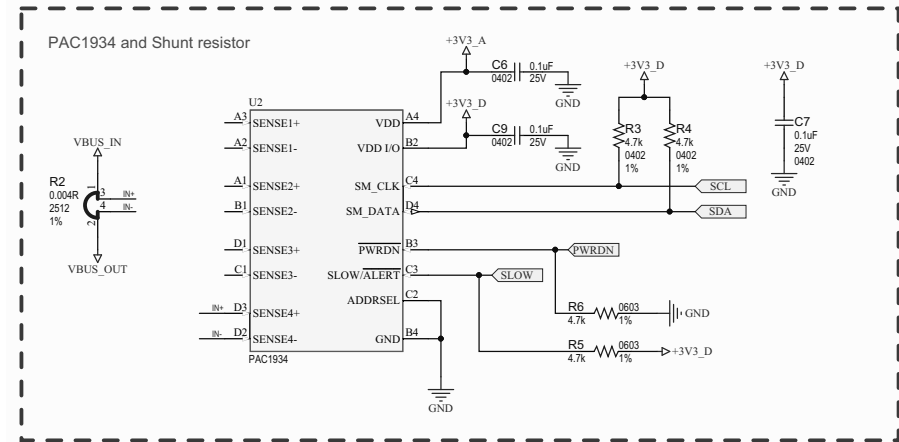 PAC1934 and Shunt resistor
+3V3_A
C6 0.1uF
0402 25V
GND
+3V3_D
+3V3_D
+3V3_D
C9 0.1uF
0402 25V
GND
C7
0.1uF
25V
0402
GND
R3
4.7k
0402
1%
R4
4.7k
0402
1%
U2
A3 SENSE1+
A2 SENSE1-
A1 SENSE2+
B1 SENSE2-
D1 SENSE3+
C1 SENSE3-
IN+ D3 SENSE4+
IN- D2 SENSE4-
VDD A4
VDD I/O B2
SM_CLK C4
SM_DATA D4
PWRDN B3
SLOW/ALERT C3
ADDRSEL C2
GND B4
PAC1934
SCL
SDA
PWRDN
SLOW
VBUS_IN
R2
0.004R
2512
1%
1
3 IN+
4 IN-
2
VBUS_OUT
R6 0603
4.7k 1%
GND
R5 0603
4.7k 1%
+3V3_D
GND